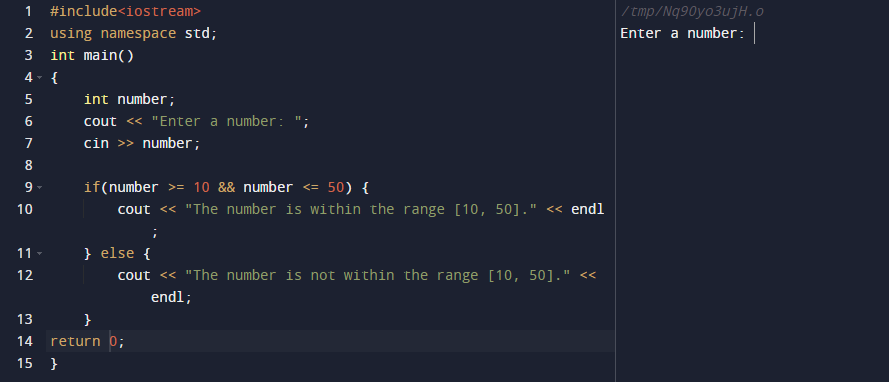 1 #include<iostream>
2 using namespace std;
3 int main()
4 {
5 int number;
6 cout << "Enter a number: ";
7 cin >> number;
8
9 if(number >= 10 && number <= 50) {
10 cout << "The number is within the range [10, 50]." << endl
;
11 } else {
12 cout << "The number is not within the range [10, 50]." <<
endl;
13 }
14 return 0;
15 }
/tmp/Nq90yo3ujH.o
Enter a number: